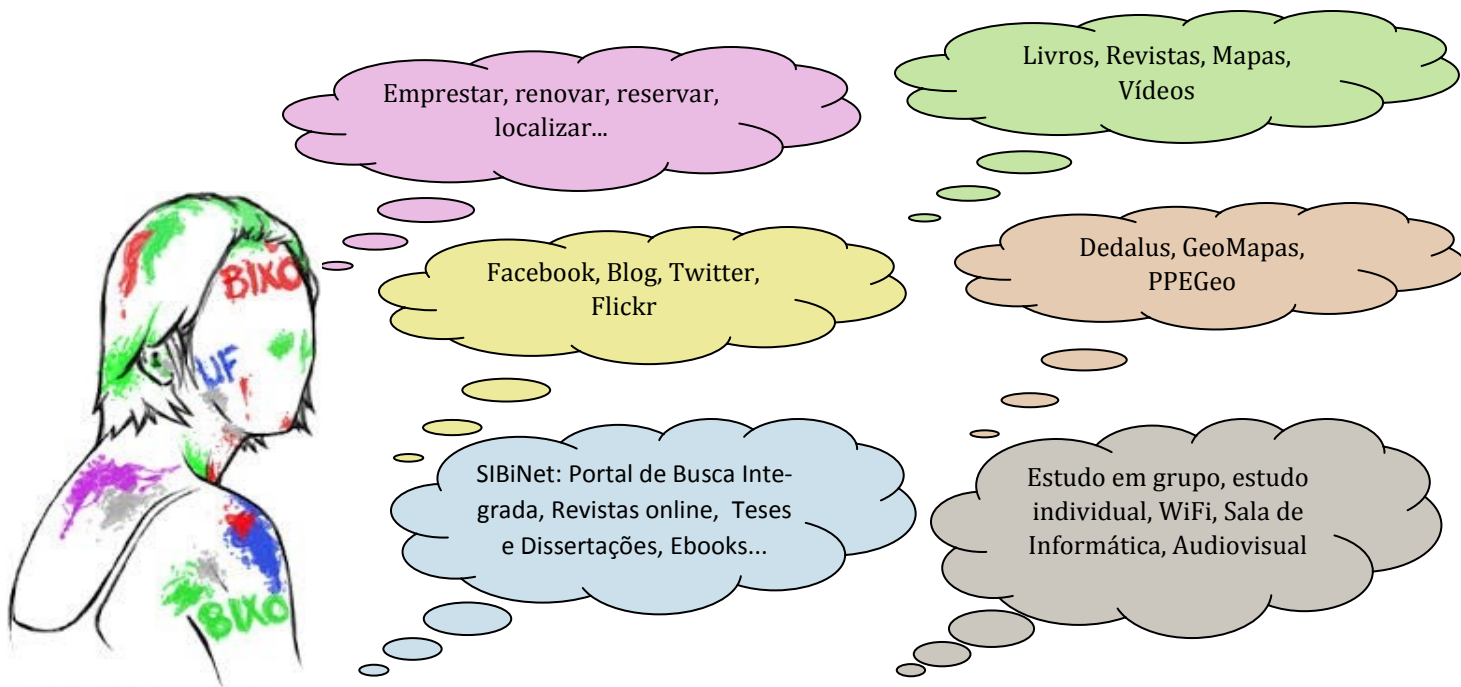 Emprestar, renovar, reservar,
localizar...
Livros, Revistas, Mapas,
Vídeos
Facebook, Blog, Twitter,
Flickr
Dedalus, GeoMapas,
PPEGeo
BIXO
UF
SIBiNet: Portal de Busca Inte-
grada, Revistas online,  Teses
e Dissertações, Ebooks...
Estudo em grupo, estudo
individual, WiFi, Sala de
Informática, Audiovisual
BIXO